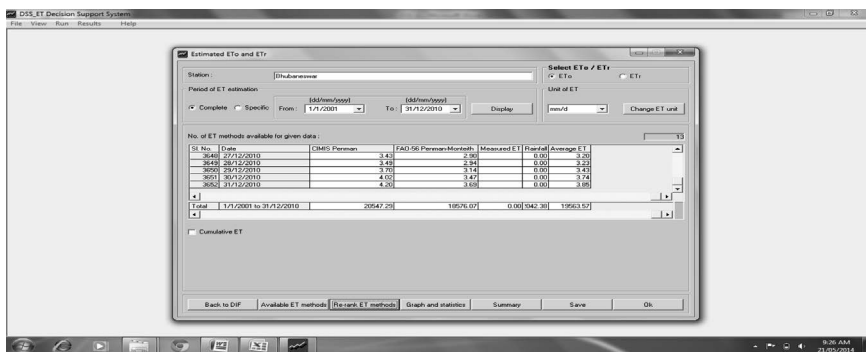 DSS_ET Decision Support System
File View Run Results Help
Estimated ETo and ETr
Station : Bhubaneswar
Select ETo / ETr
ETo ETr
Period of ET estimation
Complete Specific From : (dd/mm/yyyy) 1/1/2001 To : (dd/mm/yyyy) 31/12/2010 Display
Unit of ET
mm/d Change ET unit
No. of ET methods available for given data : 13
Sl. No. Date CIMIS Penman FAO-56 Penman-Monteith Measured ET Rainfall Average ET
3648 27/12/2010 3.43 2.98 0.00 3.20
3649 28/12/2010 3.49 2.94 0.00 3.23
3650 29/12/2010 3.70 3.14 0.00 3.43
3651 30/12/2010 4.02 3.47 0.00 3.74
3652 31/12/2010 4.20 3.69 0.00 3.85
Total 1/1/2001 to 31/12/2010 20547.29 18576.07 0.00 19563.57
Cumulative ET
Back to DIF Available ET methods Re-rank ET methods Graph and statistics Summary Save Ok
9:26 AM
21/05/2014